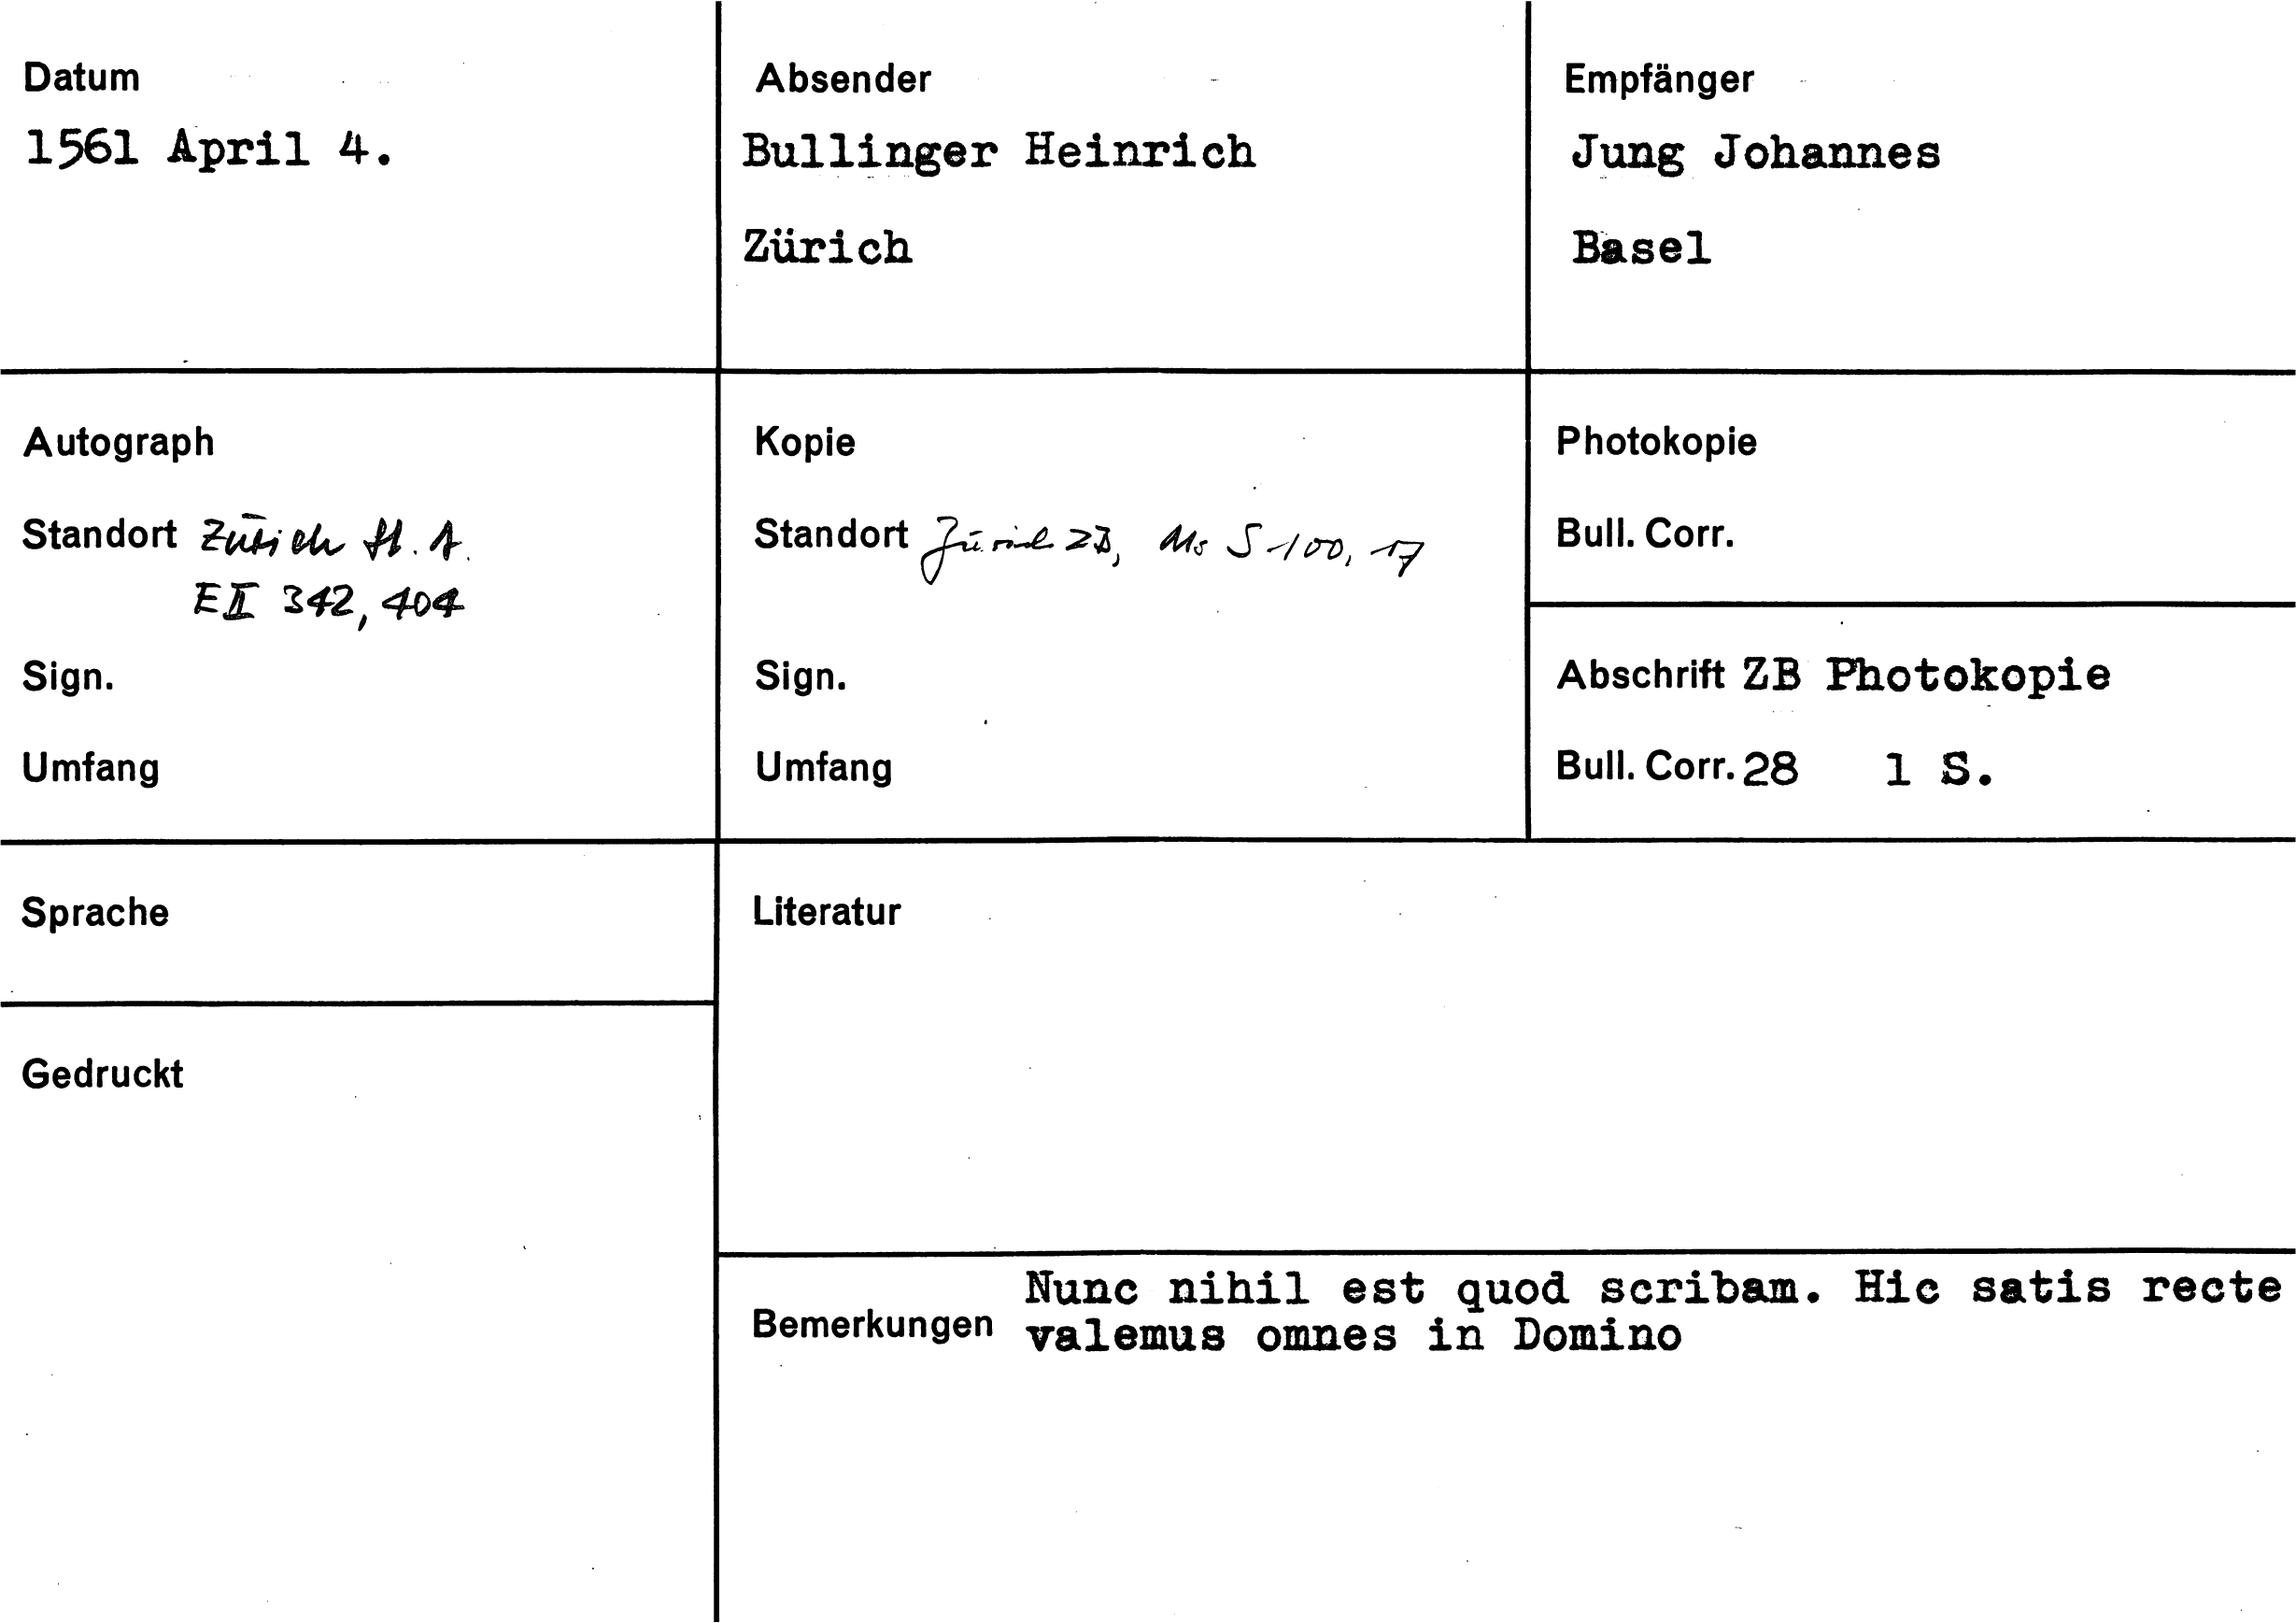 Datum
1561 April 4.
Absender
Bullinger Heinrich
Zürich
Empfänger
Jung Johannes
Basel
Autograph
Standort Zürich St. A.
E II 342, 404
Sign.
Umfang
Kopie
Standort Zürich ZB, Ms S 100, 17
Sign.
Umfang
Photokopie
Bull. Corr.
Abschrift ZB Photokopie
Bull. Corr. 28 1 S.
Sprache
Gedruckt
Literatur
Bemerkungen
Nunc nihil est quod scribam. Hic satis recte
valemus omnes in Domino